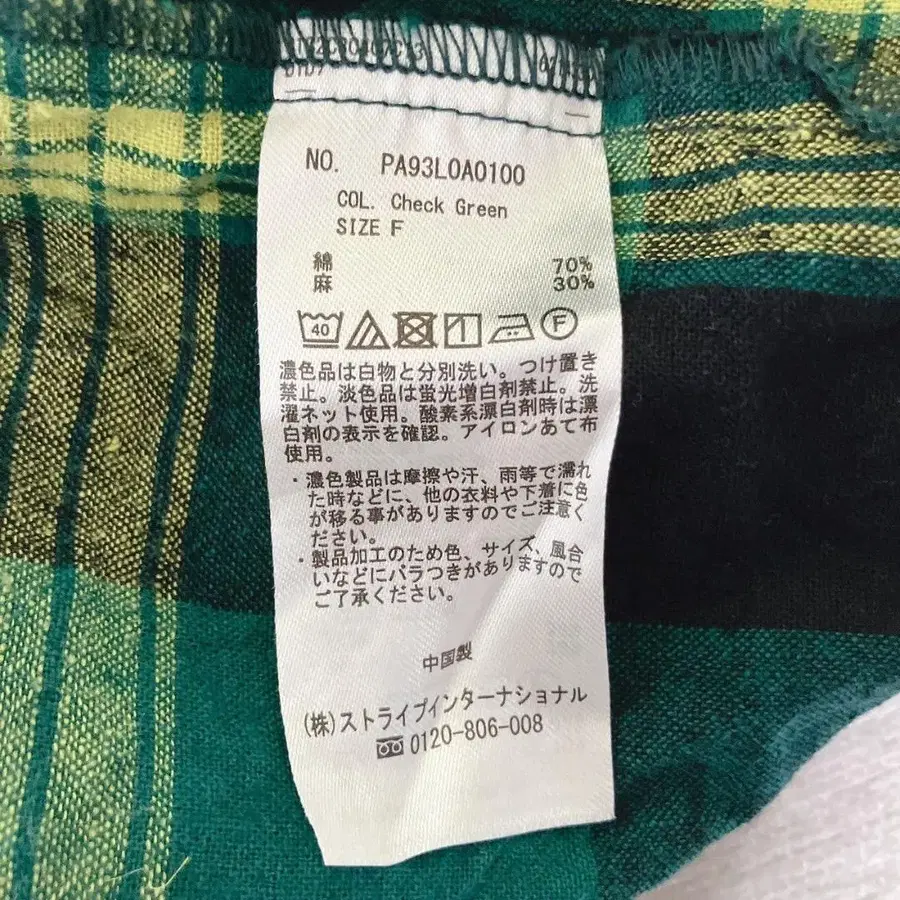 NO. PA93L0A0100
COL. Check Green
SIZE F
綿 70%
麻 30%
40 F
濃色品は白物と分別洗い。つけ置き
禁止。淡色品は蛍光増白剤禁止。洗
濯ネット使用。酸素系漂白剤時は漂
白剤の表示を確認。アイロンあて布
使用。
・濃色製品は摩擦や汗、雨等で濡れ
た時などに、他の衣料や下着に色
が移る事がありますのでご注意く
ださい。
・製品加工のため色、サイズ、風合
いなどにバラつきがありますので
ご了承ください。
中国製
(株)ストライプインターナショナル
0120-806-008